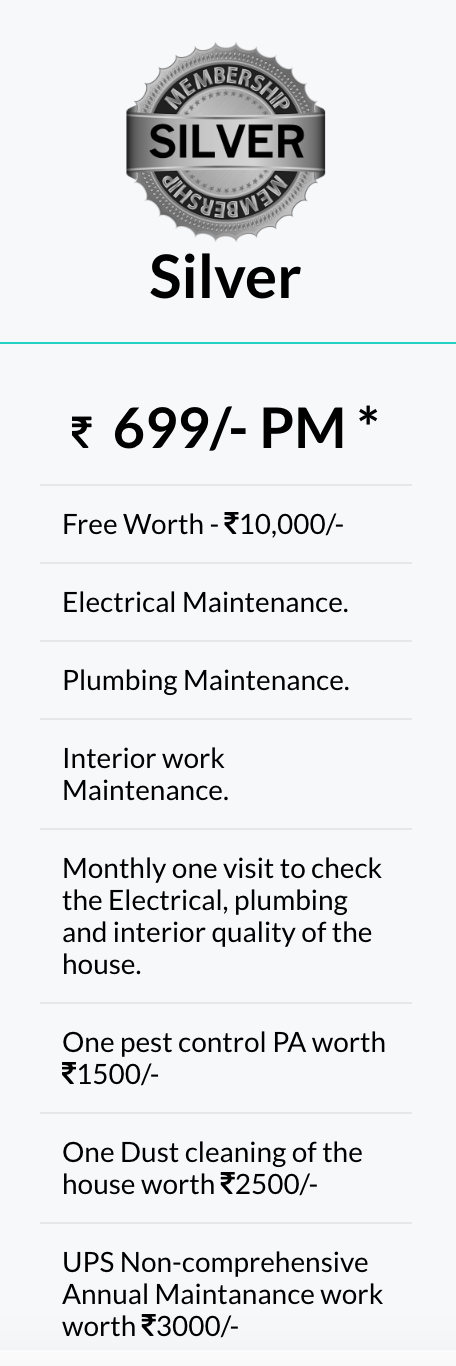 MEMBERSHIP
SILVER
MEMBERSHIP
Silver
₹ 699/- PM *
Free Worth - ₹10,000/-
Electrical Maintenance.
Plumbing Maintenance.
Interior work
Maintenance.
Monthly one visit to check
the Electrical, plumbing
and interior quality of the
house.
One pest control PA worth
₹1500/-
One Dust cleaning of the
house worth ₹2500/-
UPS Non-comprehensive
Annual Maintanance work
worth ₹3000/-